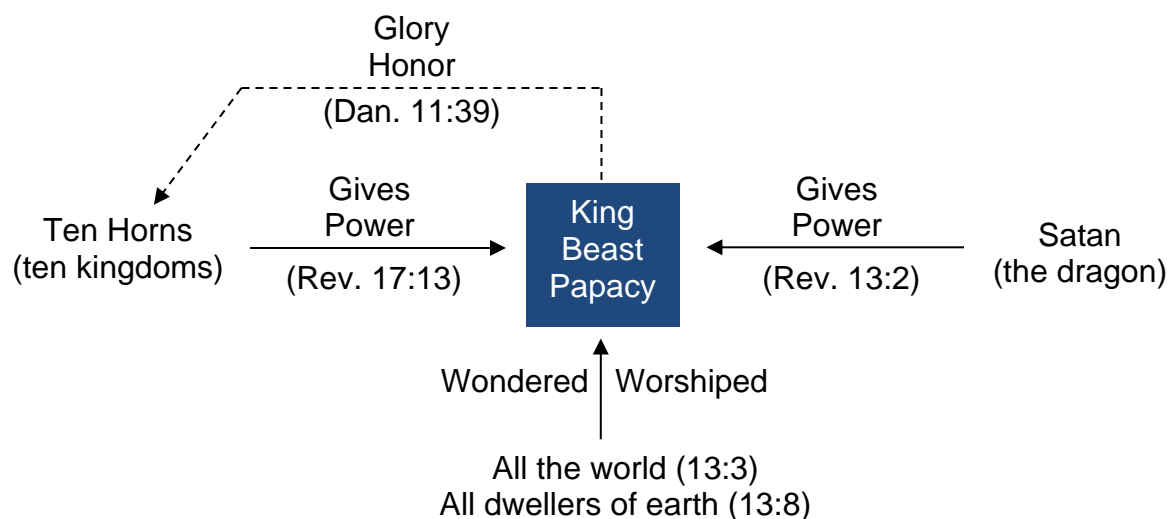 Glory
Honor
(Dan. 11:39)
Gives
Power
(Rev. 17:13)
Ten Horns
(ten kingdoms)
King
Beast
Papacy
Gives
Power
(Rev. 13:2)
Satan
(the dragon)
Wondered
Worshiped
All the world (13:3)
All dwellers of earth (13:8)